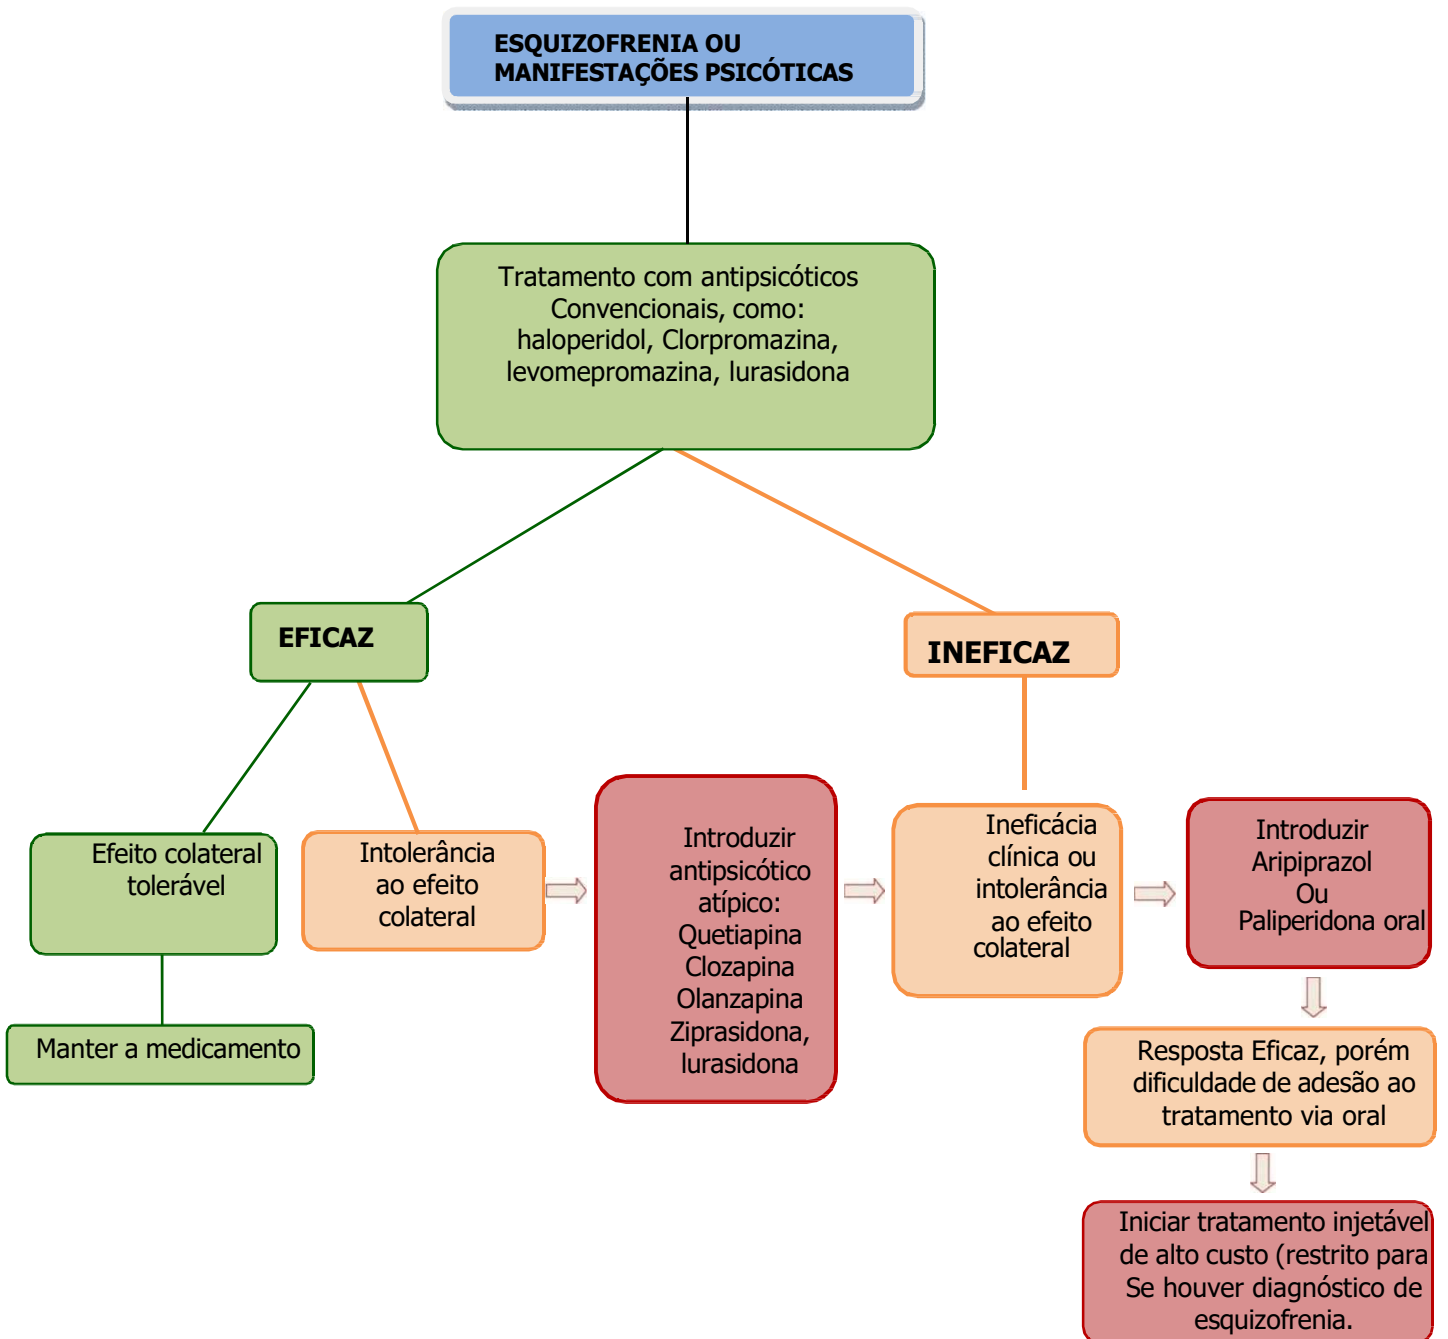 ESQUIZOFRENIA OU
MANIFESTAÇÕES PSICÓTICAS
Tratamento com antipsicóticos
Convencionais, como:
haloperidol, Clorpromazina,
levomepromazina, lurasidona
EFICAZ
INEFICAZ
Efeito colateral
tolerável
Manter a medicamento
Intolerância
ao efeito
colateral
Introduzir
antipsicótico
atípico:
Quetiapina
Clozapina
Olanzapina
Ziprasidona,
lurasidona
Ineficácia
clínica ou
intolerância
ao efeito
colateral
Introduzir
Aripiprazol
Ou
Paliperidona oral
Resposta Eficaz, porém
dificuldade de adesão ao
tratamento via oral
Iniciar tratamento injetável
de alto custo (restrito para
Se houver diagnóstico de
esquizofrenia.